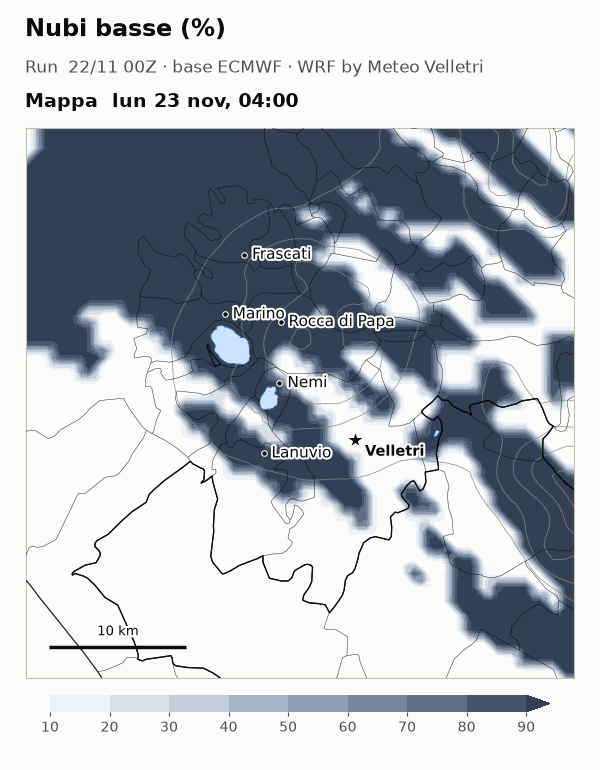 Nubi basse (%)
Run 22/11 00Z · base ECMWF · WRF by Meteo Velletri
Mappa lun 23 nov, 04:00
Frascati
Marino
Rocca di Papa
Nemi
Velletri
Lanuvio
10 km
10 20 30 40 50 60 70 80 90